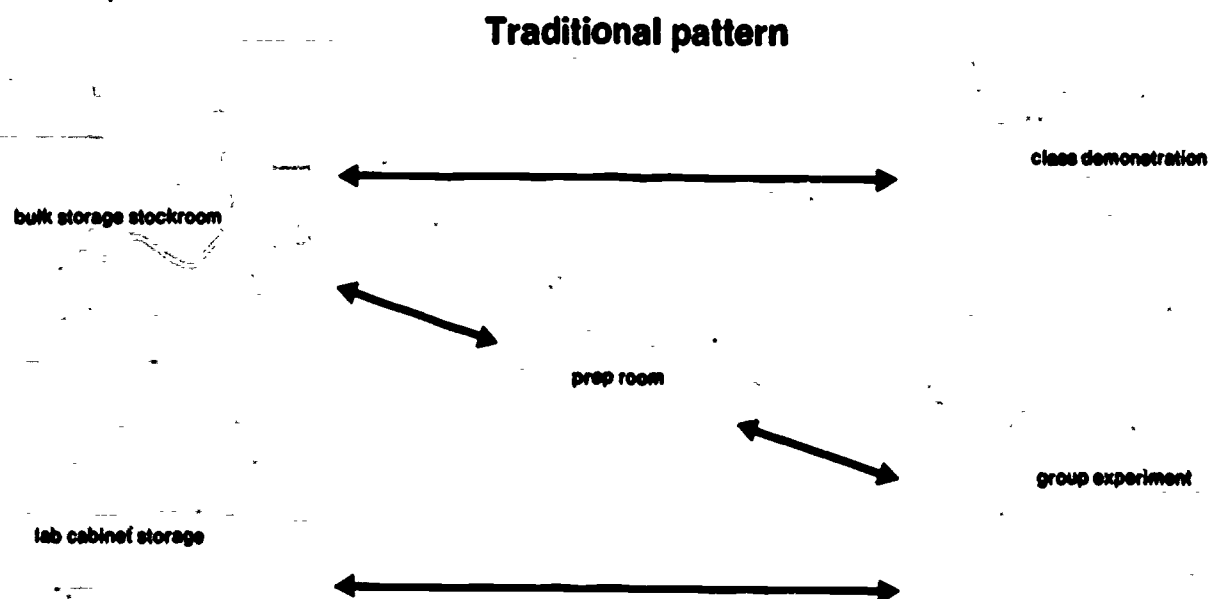 Traditional pattern
class demonstration
bulk storage stockroom
prep room
group experiment
lab cabinet storage